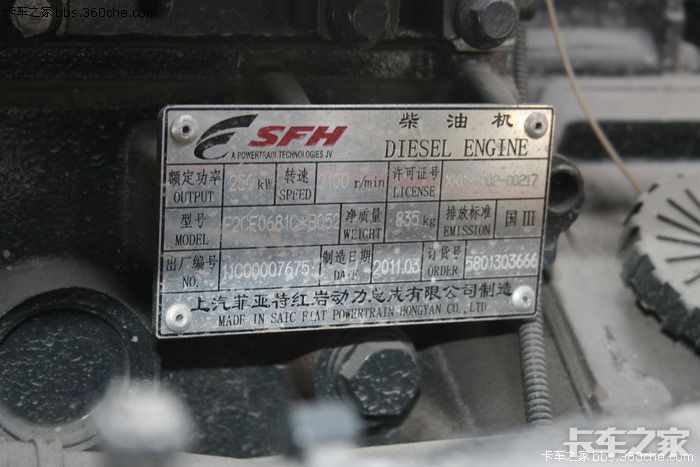 卡车之家 bbs.360che.com
SFH 柴油机
A POWERTRAIN TECHNOLOGIES JV DIESEL ENGINE
额定功率 kW 转速 2100 r/min 许可证号
OUTPUT SPEED LICENSE
型号 F2CE0681C*B052 净质量 835 kg 排放标准 国III
MODEL WEIGHT EMISSION
出厂编号 制造日期 2011.03 订货号 5801303666
NO. DATE ORDER
上汽菲亚特红岩动力总成有限公司制造
MADE IN SAIC FIAT POWERTRAIN HONGYAN CO.,LTD.
卡车之家
卡车之家 bbs.360che.com